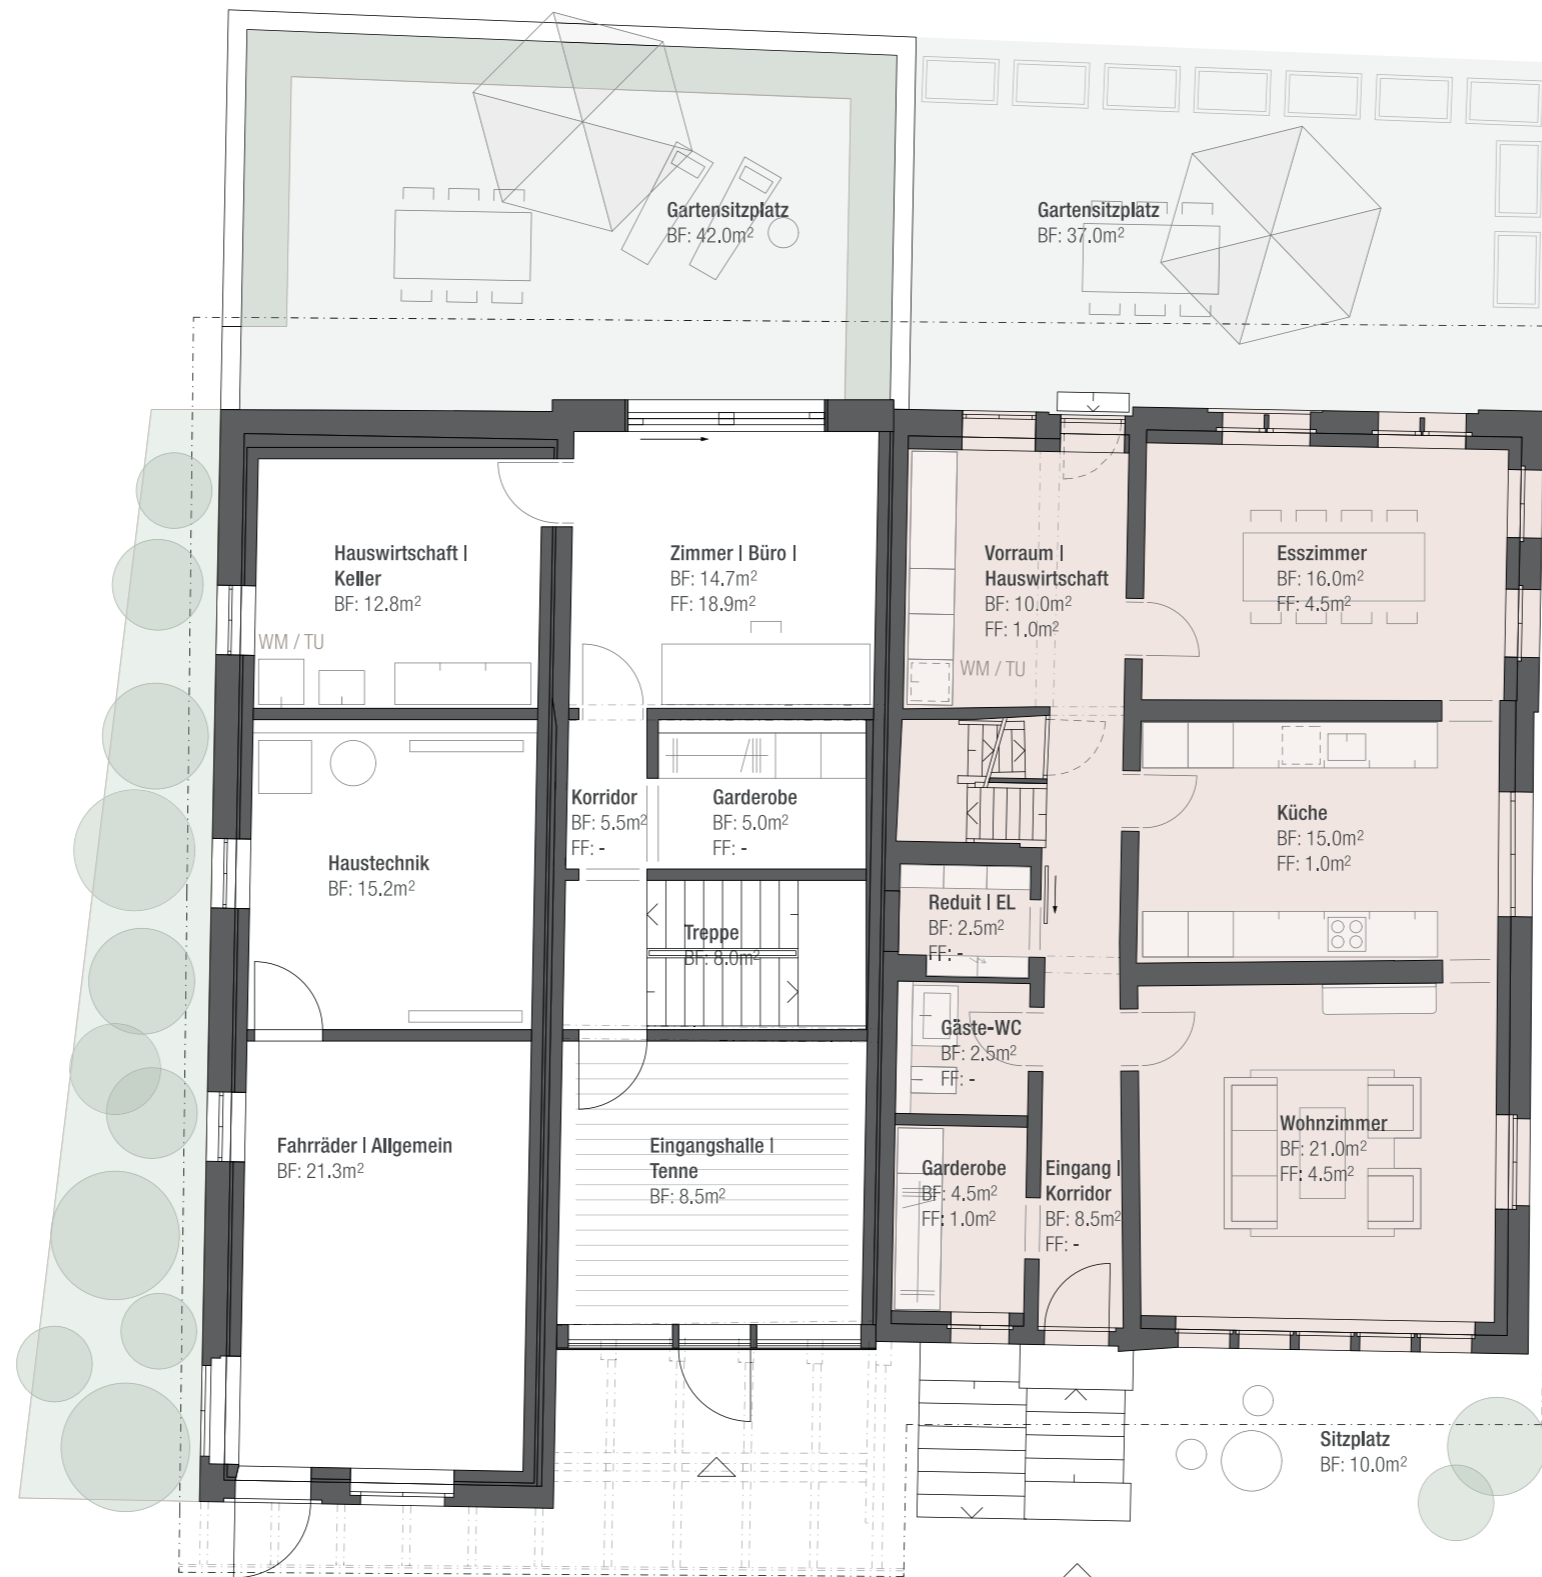 Gartensitzplatz
BF: 42.0m²
Gartensitzplatz
BF: 37.0m²
Hauswirtschaft |
Keller
BF: 12.8m²
WM / TU
Zimmer | Büro |
BF: 14.7m²
FF: 18.9m²
Vorraum |
Hauswirtschaft
BF: 10.0m²
FF: 1.0m²
WM / TU
Esszimmer
BF: 16.0m²
FF: 4.5m²
Korridor
BF: 5.5m²
FF: -
Garderobe
BF: 5.0m²
FF: -
Küche
BF: 15.0m²
FF: 1.0m²
Haustechnik
BF: 15.2m²
Treppe
BF: 8.0m²
Reduit | EL
BF: 2.5m²
FF: -
Gäste-WC
BF: 2.5m²
FF: -
Fahrräder | Allgemein
BF: 21.3m²
Eingangshalle |
Tenne
BF: 8.5m²
Garderobe
BF: 4.5m²
FF: 1.0m²
Eingang |
Korridor
BF: 8.5m²
FF: -
Wohnzimmer
BF: 21.0m²
FF: 4.5m²
Sitzplatz
BF: 10.0m²